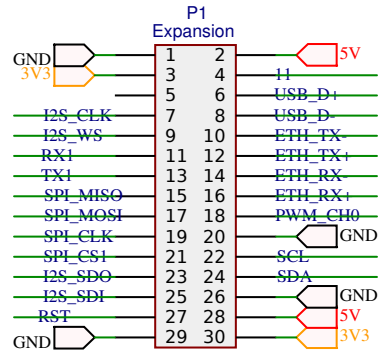 P1
Expansion
GND 1 2 5V
3V3 3 4 11
5 6 USB_D+
I2S_CLK 7 8 USB_D-
I2S_WS 9 10 ETH_TX-
RX1 11 12 ETH_TX+
TX1 13 14 ETH_RX-
SPI_MISO 15 16 ETH_RX+
SPI_MOSI 17 18 PWM_CH0
SPI_CLK 19 20 GND
SPI_CS1 21 22 SCL
I2S_SDO 23 24 SDA
I2S_SDI 25 26 GND
RST 27 28 5V
GND 29 30 3V3